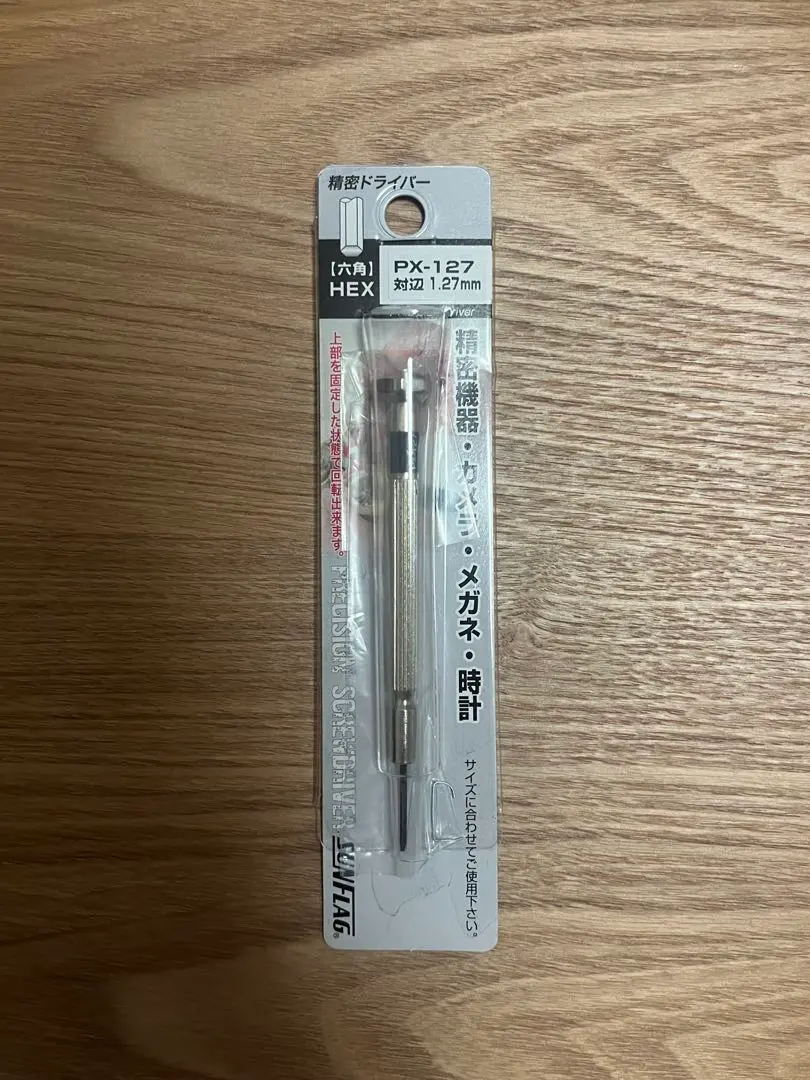 精密ドライバー
【六角】
HEX
PX-127
対辺 1.27mm
精密機器・カメラ・メガネ・時計
上部を固定した状態で回転出来ます。
サイズに合わせてご使用下さい。
PRECISION SCREWDRIVER
SUNFLAG®